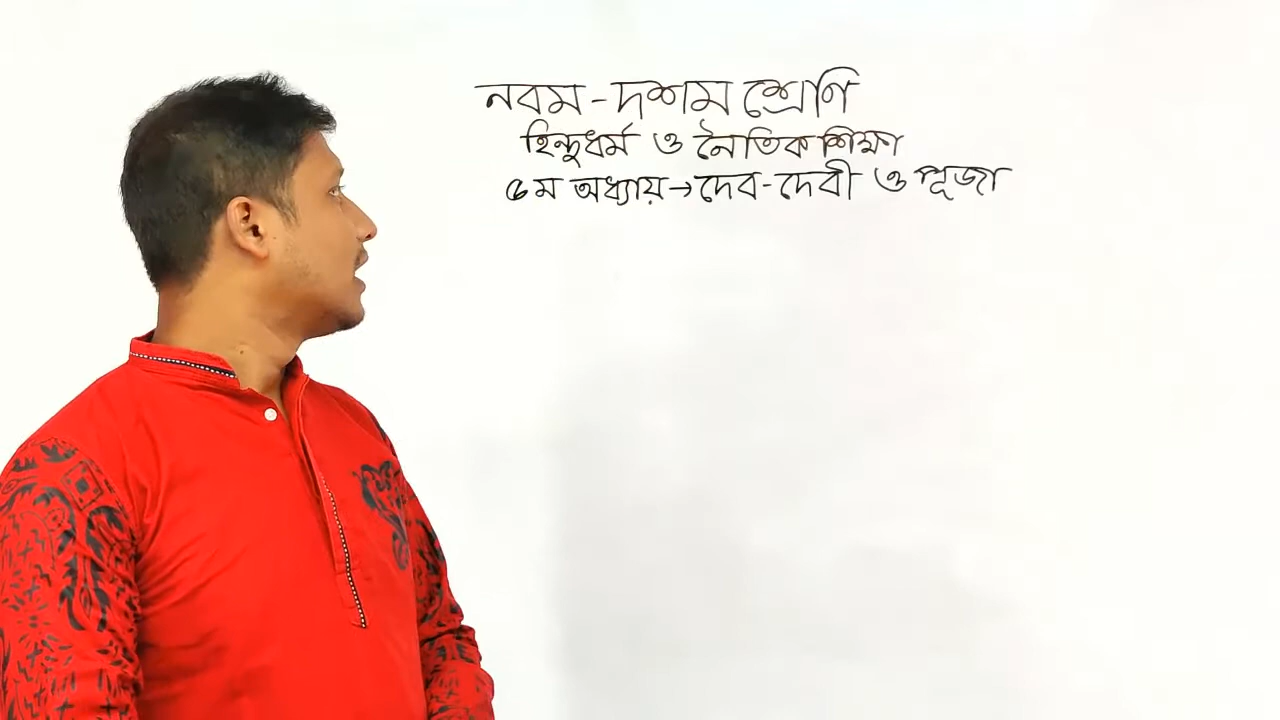 নবম - দশম শ্রেণি
হিন্দুধর্ম ও নৈতিক শিক্ষা
৫ম অধ্যায় → দেব - দেবী ও পূজা